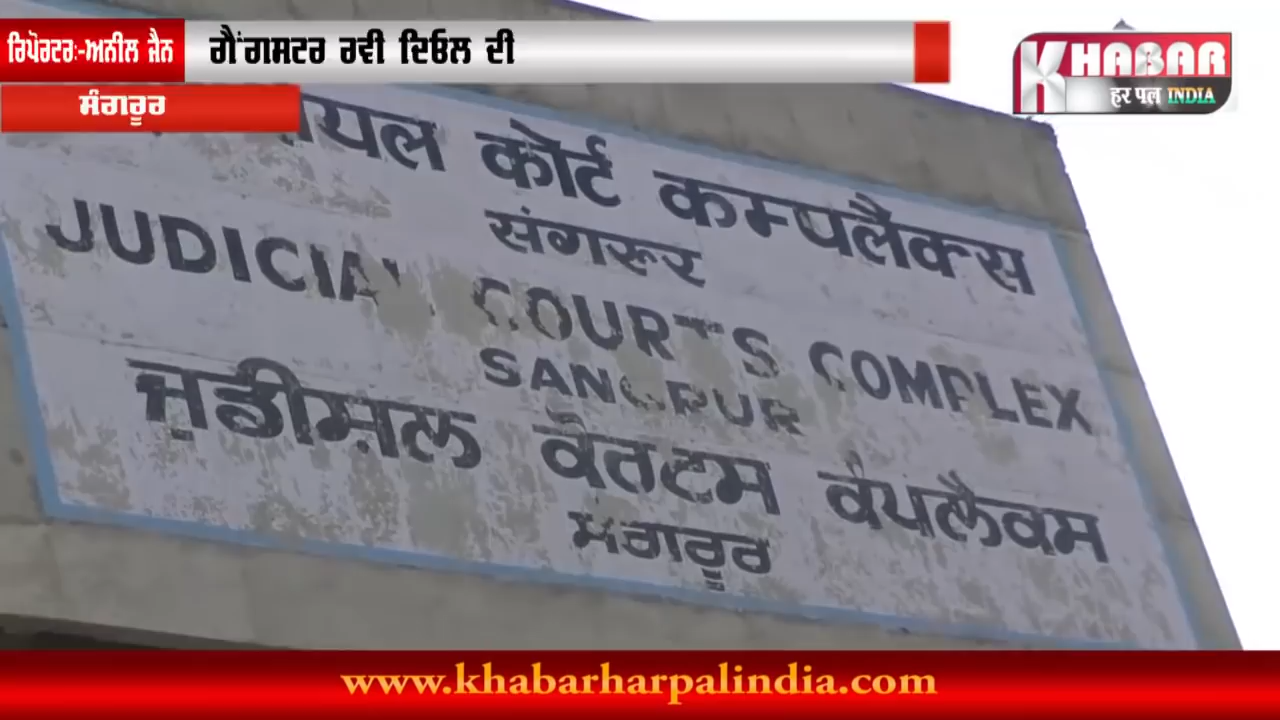 ਰਿਪੋਰਟਰ:-ਅਨੀਲ ਜੈਨ
ਗੈਂਗਸਟਰ ਰਵੀ ਦਿਓਲ ਦੀ
ਸੰਗਰੂਰ
KHABAR
हर पल INDIA
कोर्ट कम्पलैक्स
संगरूर
JUDICIAL COURTS COMPLEX
SANGRUR
ਜੁਡੀਸ਼ਲ ਕੋਰਟਸ ਕੰਪਲੈਕਸ
ਸੰਗਰੂਰ
www.khabarharpalindia.com